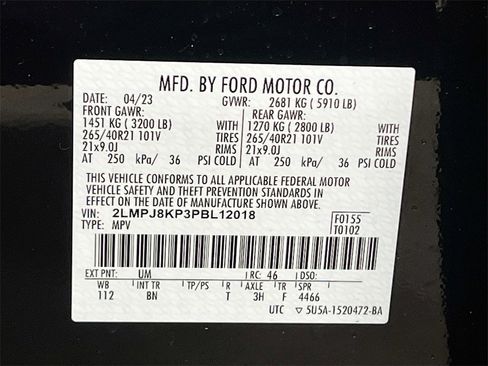 MFD. BY FORD MOTOR CO.
DATE: 04/23 GVWR: 2681 KG ( 5910 LB)
FRONT GAWR: REAR GAWR:
1451 KG ( 3200 LB) WITH 1270 KG ( 2800 LB) WITH
265/40R21 101V TIRES 265/40R21 101V TIRES
21x9.0J RIMS 21x9.0J RIMS
AT 250 kPa/ 36 PSI COLD AT 250 kPa/ 36 PSI COLD
THIS VEHICLE CONFORMS TO ALL APPLICABLE FEDERAL MOTOR
VEHICLE SAFETY AND THEFT PREVENTION STANDARDS IN
EFFECT ON THE DATE OF MANUFACTURE SHOWN ABOVE.
VIN: 2LMPJ8KP3PBL12018 F0155
TYPE: MPV T0102
EXT PNT: UM RC: 46 DSO:
WB INT TR TP/PS R AXLE TR SPR
112 BN T 3H F 4466
UTC ▽ 5U5A-1520472-BA